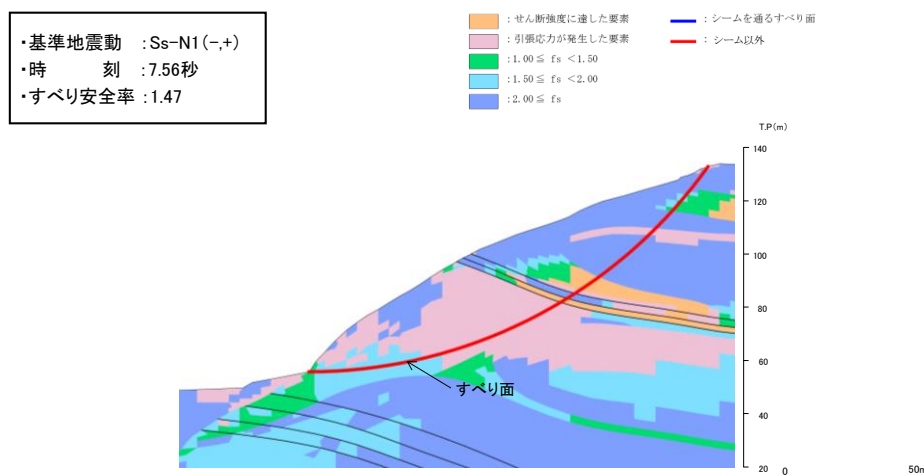 ・基準地震動　：Ss-N1(-,+)
・時　　刻　：7.56秒
・すべり安全率：1.47
：せん断強度に達した要素
：引張応力が発生した要素
：1.00≦ fs <1.50
：1.50≦ fs <2.00
：2.00≦ fs
：シームを通るすべり面
：シーム以外
T.P(m)
140
120
100
80
60
40
20
すべり面
0
50m